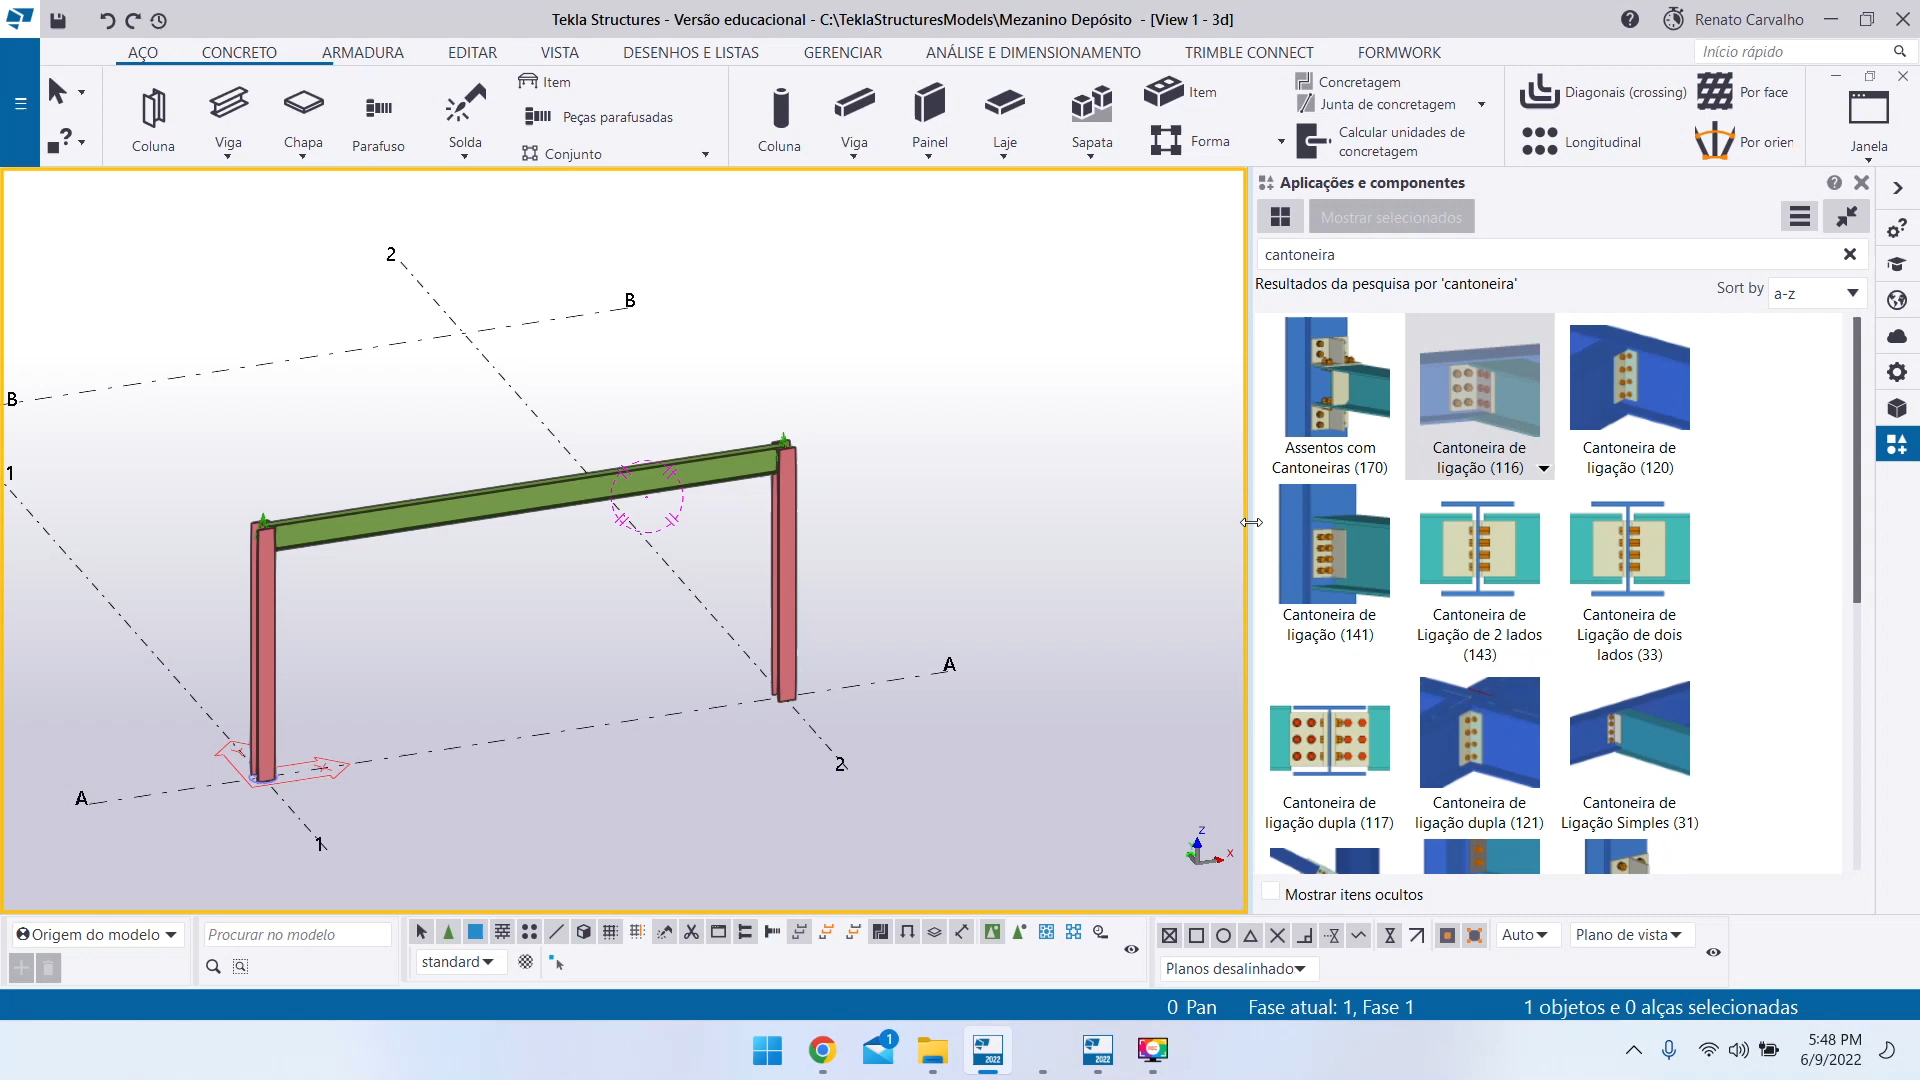 Tekla Structures - Versão educacional - C:\TeklaStructuresModels\Mezanino Depósito - [View 1 - 3d]
Renato Carvalho
AÇO CONCRETO ARMADURA EDITAR VISTA DESENHOS E LISTAS GERENCIAR ANÁLISE E DIMENSIONAMENTO TRIMBLE CONNECT FORMWORK
Início rápido
Coluna
Viga
Chapa
Parafuso
Solda
Item
Peças parafusadas
Conjunto
Coluna
Viga
Painel
Laje
Sapata
Item
Forma
Concretagem
Junta de concretagem
Calcular unidades de
concretagem
Diagonais (crossing)
Longitudinal
Por face
Por orien
Janela
Aplicações e componentes
Mostrar selecionados
cantoneira
Resultados da pesquisa por 'cantoneira'
Sort by
a-z
Assentos com
Cantoneiras (170)
Cantoneira de
ligação (116)
Cantoneira de
ligação (120)
Cantoneira de
ligação (141)
Cantoneira de
Ligação de 2 lados
(143)
Cantoneira de
Ligação de dois
lados (33)
Cantoneira de
ligação dupla (117)
Cantoneira de
ligação dupla (121)
Cantoneira de
Ligação Simples (31)
Mostrar itens ocultos
2
B
B
1
A
2
A
1
Z
X
Origem do modelo
Procurar no modelo
standard
Auto
Plano de vista
Planos desalinhado
0 Pan Fase atual: 1, Fase 1 1 objetos e 0 alças selecionadas
1
2022
2022
REC
5:48 PM
6/9/2022